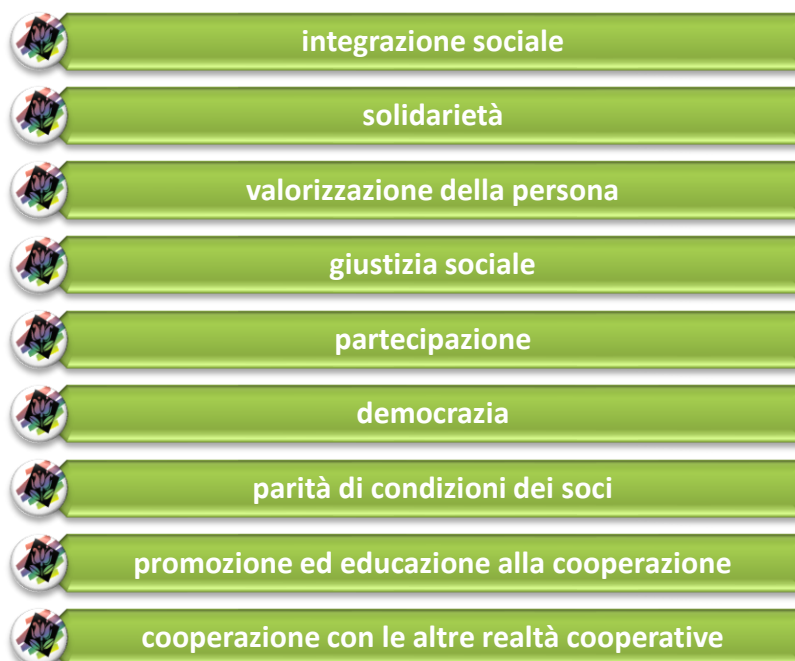 integrazione sociale
solidarietà
valorizzazione della persona
giustizia sociale
partecipazione
democrazia
parità di condizioni dei soci
promozione ed educazione alla cooperazione
cooperazione con le altre realtà cooperative